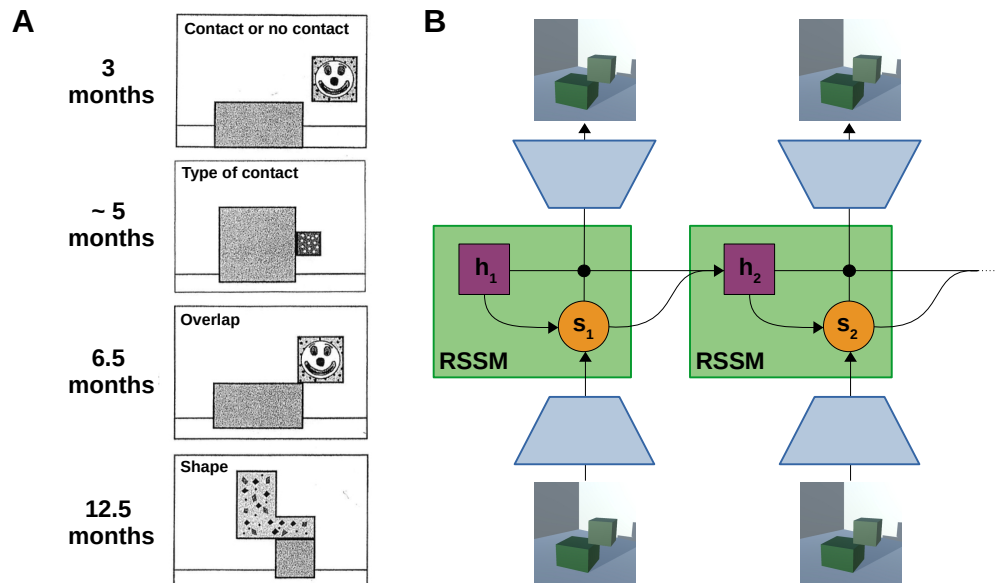 A
3
months
Contact or no contact
~ 5
months
Type of contact
6.5
months
Overlap
12.5
months
Shape
B
h1
s1
RSSM
h2
s2
RSSM